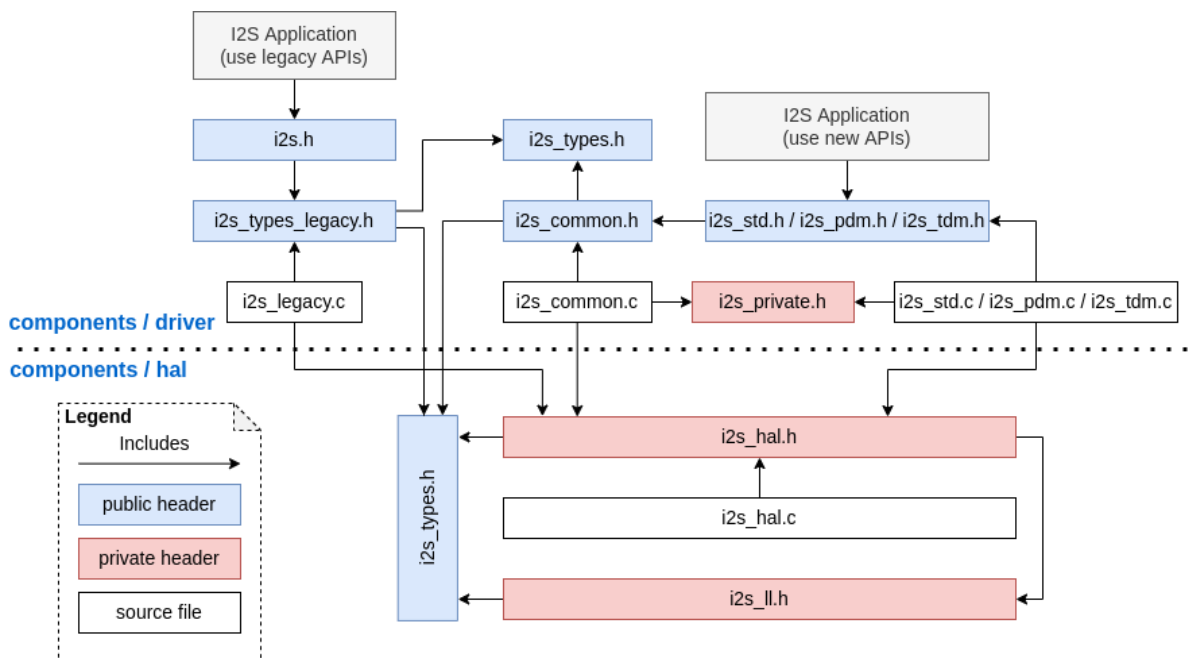 I2S Application
(use legacy APIs)
I2S Application
(use new APIs)
i2s.h
i2s_types.h
i2s_types_legacy.h
i2s_common.h
i2s_std.h / i2s_pdm.h / i2s_tdm.h
i2s_legacy.c
i2s_common.c
i2s_private.h
i2s_std.c / i2s_pdm.c / i2s_tdm.c
components / driver
components / hal
Legend
Includes
public header
private header
source file
i2s_types.h
i2s_hal.h
i2s_hal.c
i2s_ll.h